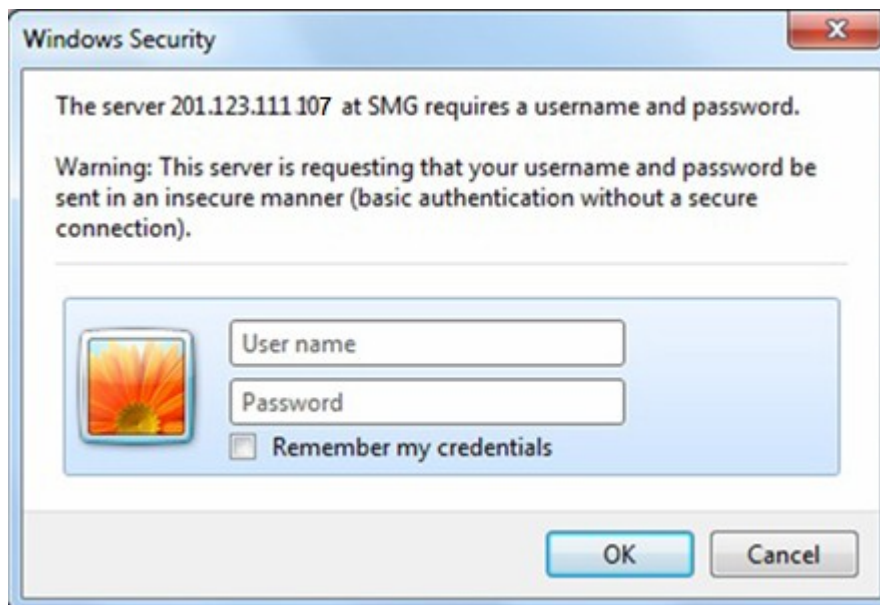 Windows Security
The server 201.123.111.107 at SMG requires a username and password.
Warning: This server is requesting that your username and password be
sent in an insecure manner (basic authentication without a secure
connection).
User name
Password
Remember my credentials
OK Cancel